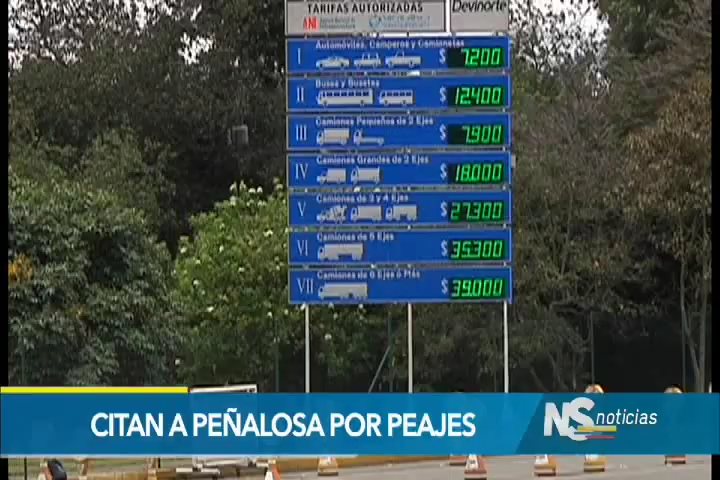 TARIFAS AUTORIZADAS
ANI
Devinorte
I Automóviles, Camperos y Camionetas $ 7.200
II Buses y Busetas $ 12.400
III Camiones Pequeños de 2 Ejes $ 7.900
IV Camiones Grandes de 2 Ejes $ 18.000
V Camiones de 3 y 4 Ejes $ 27.300
VI Camiones de 5 Ejes $ 35.300
VII Camiones de 6 Ejes ó Más $ 39.000
CITAN A PEÑALOSA POR PEAJES
NS noticias